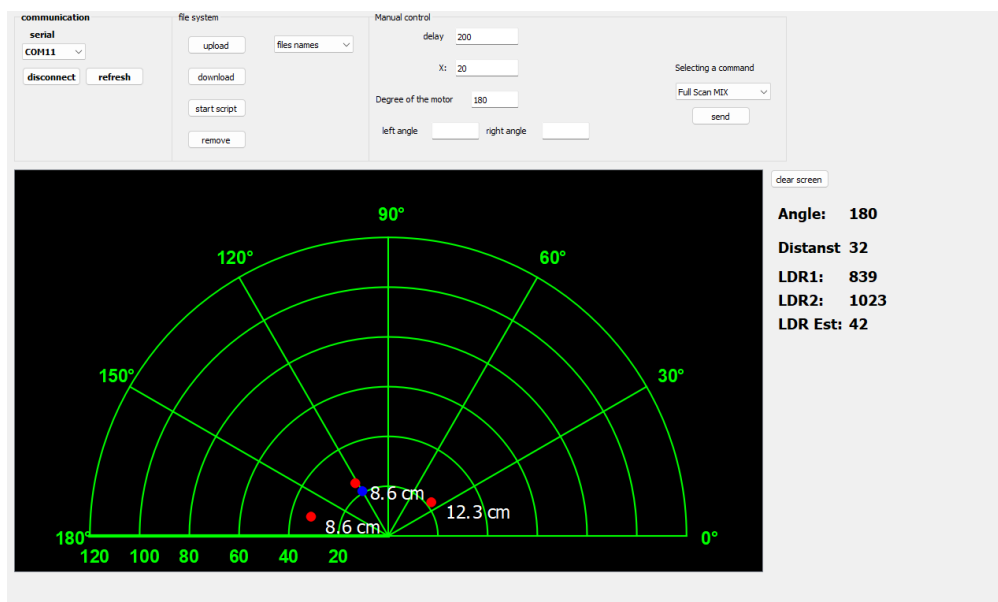 communication
serial
COM11
disconnect refresh
file system
upload files names
download
start script
remove
Manual control
delay 200
X: 20
Degree of the motor 180
left angle right angle
Selecting a command
Full Scan MIX
send
clear screen
Angle: 180
Distanst 32
LDR1: 839
LDR2: 1023
LDR Est: 42
90°
120° 60°
150° 30°
8.6 cm
12.3 cm
8.6 cm
180° 0°
120 100 80 60 40 20